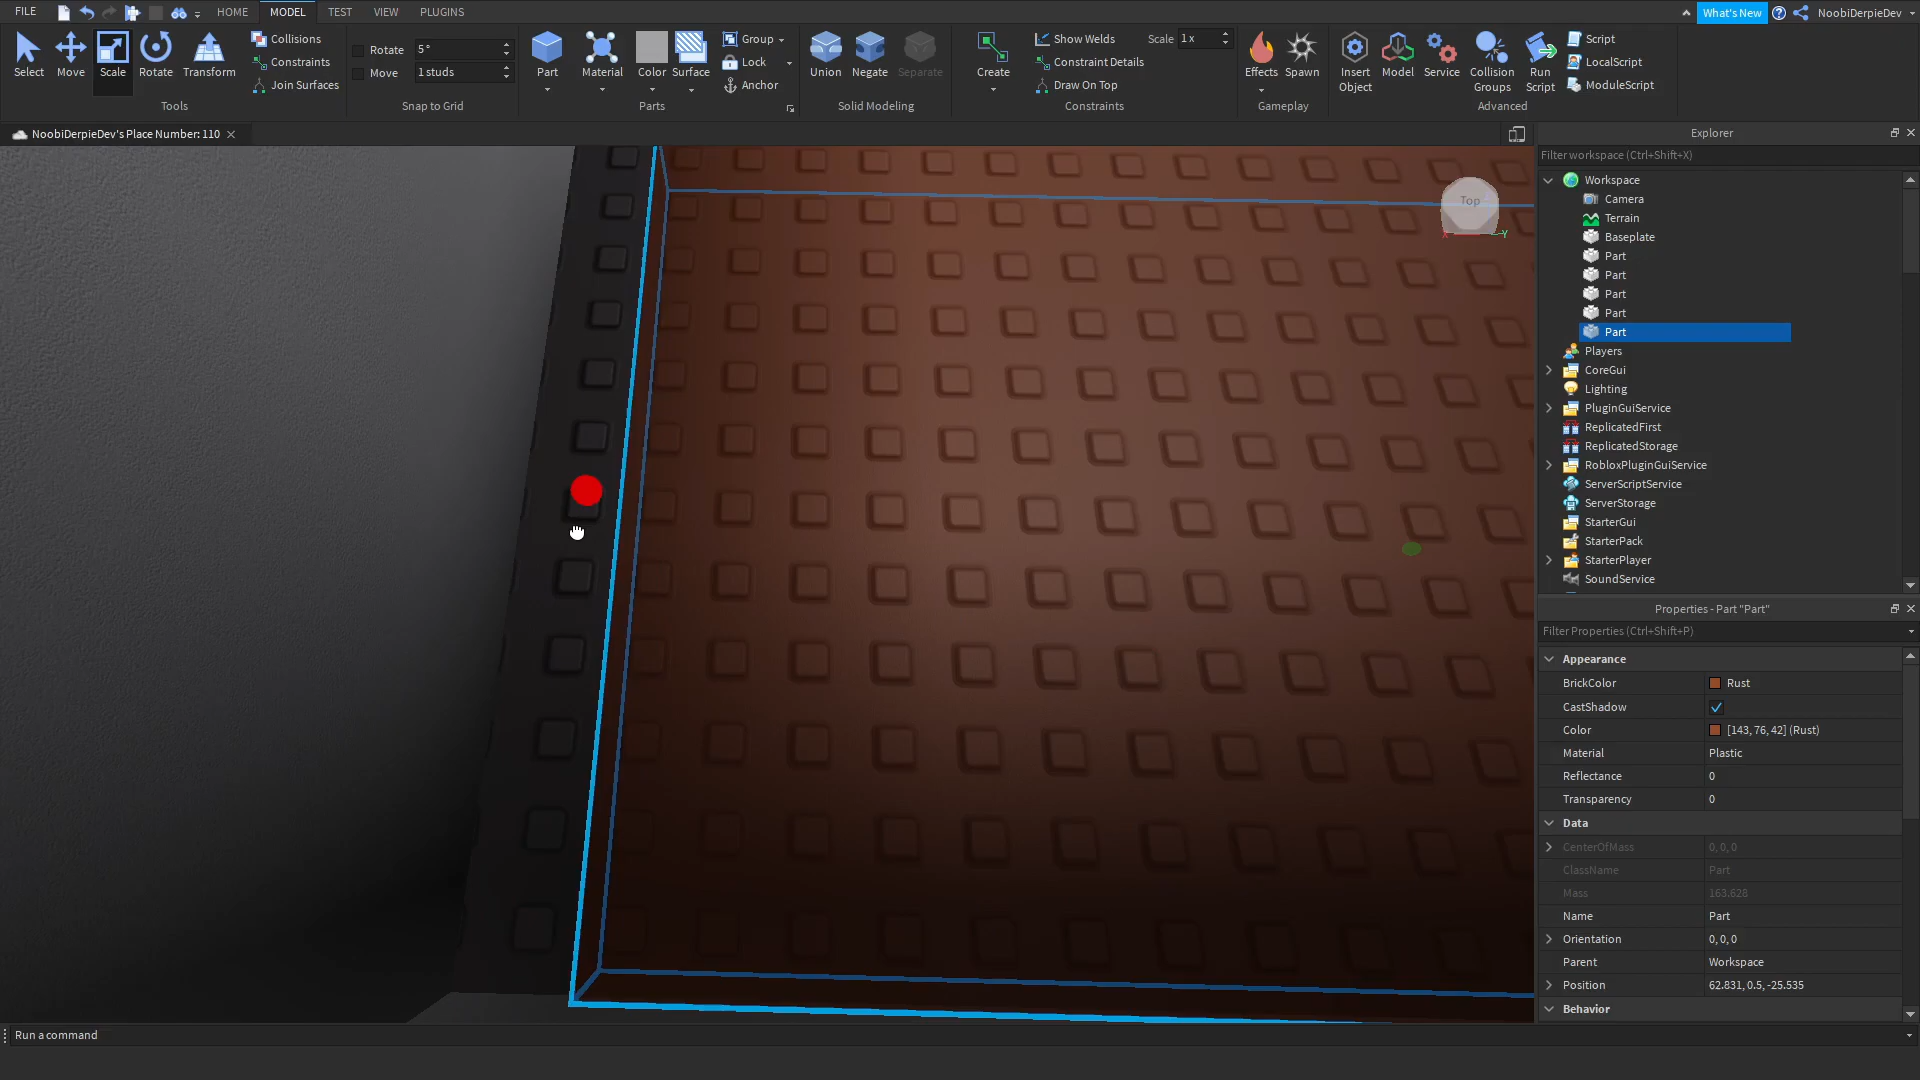 FILE
HOME
MODEL
TEST
VIEW
PLUGINS
What's New
NoobiDerpieDev
Select
Move
Scale
Rotate
Transform
Collisions
Constraints
Join Surfaces
Tools
Rotate
5 °
Move
1 studs
Snap to Grid
Part
Material
Color
Surface
Group
Lock
Anchor
Parts
Union
Negate
Separate
Solid Modeling
Create
Show Welds
Scale
1 x
Constraint Details
Draw On Top
Constraints
Effects
Spawn
Gameplay
Insert
Object
Model
Service
Collision
Groups
Run
Script
Script
LocalScript
ModuleScript
Advanced
NoobiDerpieDev's Place Number: 110
Top
X
Y
Explorer
Filter workspace (Ctrl+Shift+X)
Workspace
Camera
Terrain
Baseplate
Part
Part
Part
Part
Part
Players
CoreGui
Lighting
PluginGuiService
ReplicatedFirst
ReplicatedStorage
RobloxPluginGuiService
ServerScriptService
ServerStorage
StarterGui
StarterPack
StarterPlayer
SoundService
Properties - Part "Part"
Filter Properties (Ctrl+Shift+P)
Appearance
BrickColor
Rust
CastShadow
Color
[143, 76, 42] (Rust)
Material
Plastic
Reflectance
0
Transparency
0
Data
CenterOfMass
0, 0, 0
ClassName
Part
Mass
163.628
Name
Part
Orientation
0, 0, 0
Parent
Workspace
Position
62.831, 0.5, -25.535
Behavior
Run a command